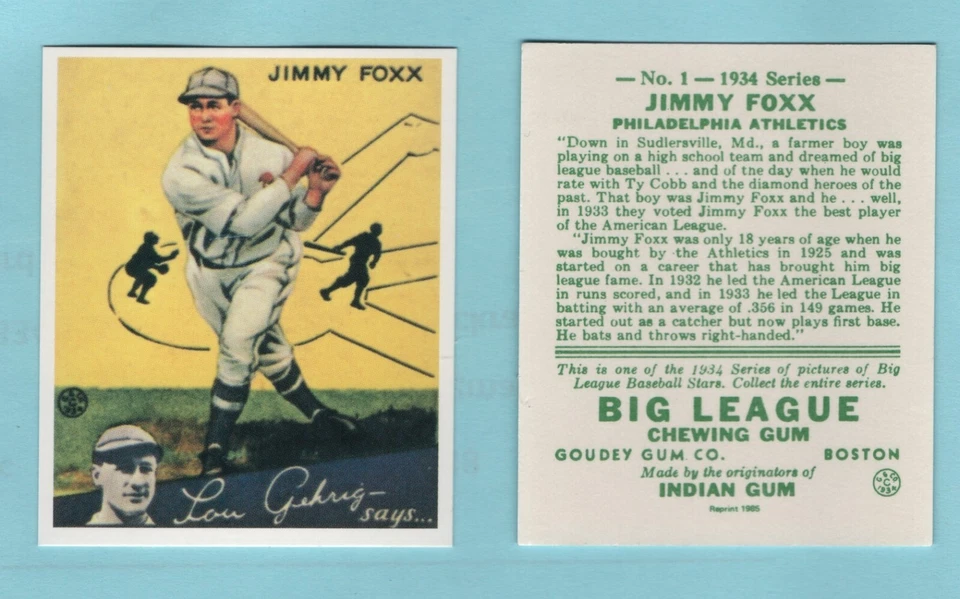 JIMMY FOXX
Lou Gehrig—
says...
— No. 1 — 1934 Series —
JIMMY FOXX
PHILADELPHIA ATHLETICS
"Down in Sudlersville, Md., a farmer boy was
playing on a high school team and dreamed of big
league baseball . . . and of the day when he would
rate with Ty Cobb and the diamond heroes of the
past. That boy was Jimmy Foxx and he . . . well,
in 1933 they voted Jimmy Foxx the best player
of the American League.
"Jimmy Foxx was only 18 years of age when he
was bought by the Athletics in 1925 and was
started on a career that has brought him big
league fame. In 1932 he led the American League
in runs scored, and in 1933 he led the League in
batting with an average of .356 in 149 games. He
started out as a catcher but now plays first base.
He bats and throws right-handed."
This is one of the 1934 Series of pictures of Big
League Baseball Stars. Collect the entire series.
BIG LEAGUE
CHEWING GUM
GOUDEY GUM CO. BOSTON
Made by the originators of
INDIAN GUM
Reprint 1985